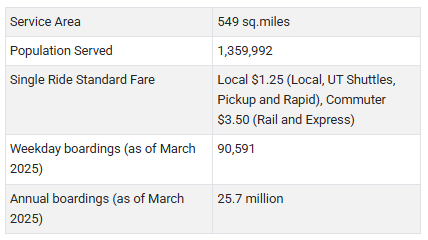 Service Area
549 sq.miles
Population Served
1,359,992
Single Ride Standard Fare
Local $1.25 (Local, UT Shuttles,
Pickup and Rapid), Commuter
$3.50 (Rail and Express)
Weekday boardings (as of March
2025)
90,591
Annual boardings (as of March
2025)
25.7 million